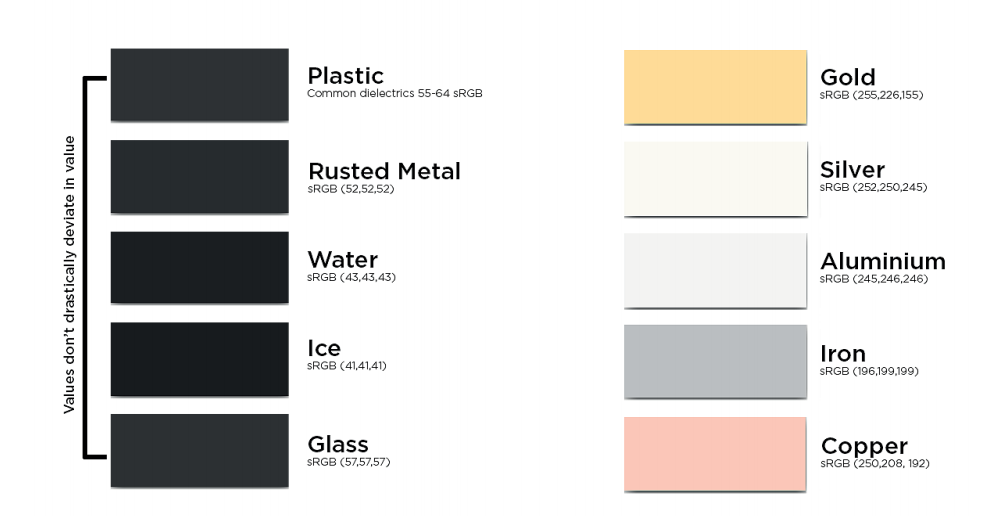 Values don't drastically deviate in value
Plastic
Common dielectrics 55-64 sRGB
Rusted Metal
sRGB (52,52,52)
Water
sRGB (43,43,43)
Ice
sRGB (41,41,41)
Glass
sRGB (57,57,57)
Gold
sRGB (255,226,155)
Silver
sRGB (252,250,245)
Aluminium
sRGB (245,246,246)
Iron
sRGB (196,199,199)
Copper
sRGB (250,208, 192)